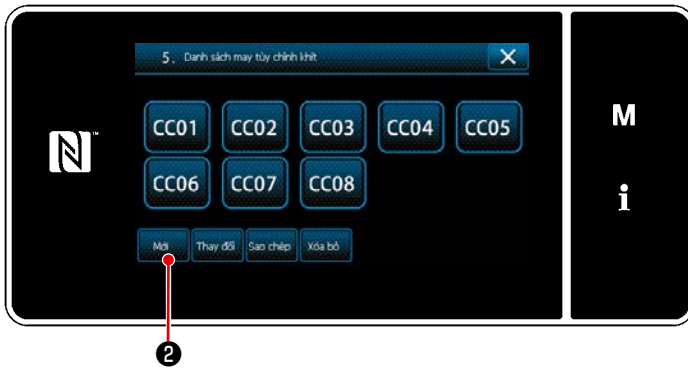 5. Danh sách may tùy chỉnh khít
CC01 CC02 CC03 CC04 CC05
CC06 CC07 CC08
M
i
Mới Thay đổi Sao chép Xóa bỏ
❷